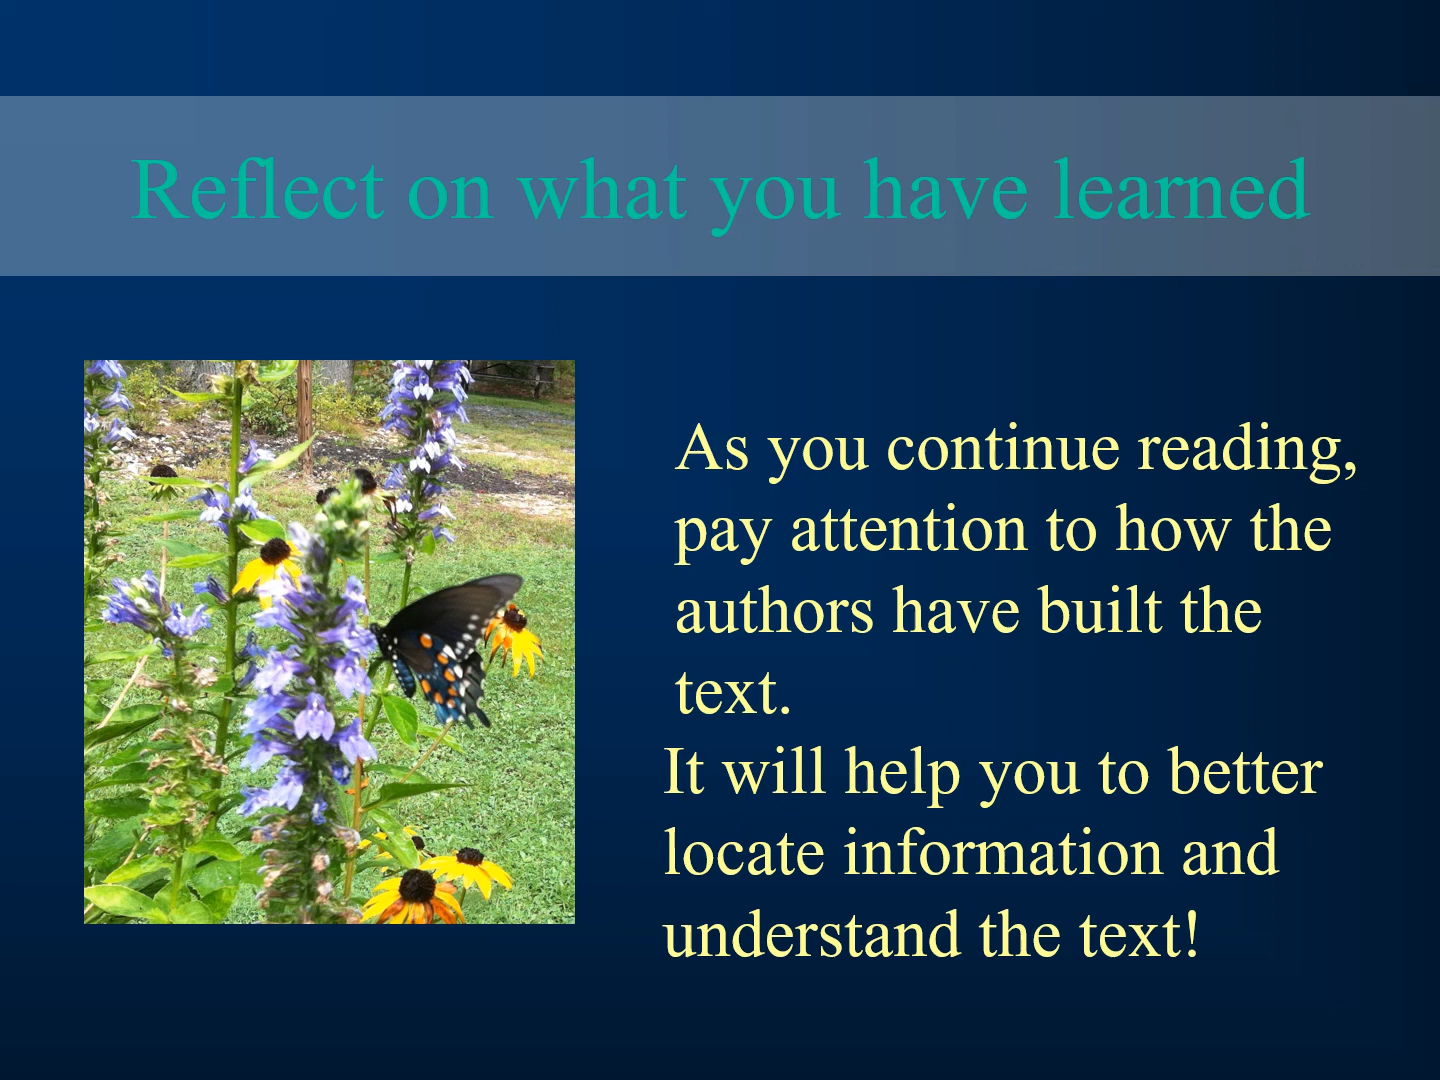 Reflect on what you have learned
As you continue reading,
pay attention to how the
authors have built the
text.
It will help you to better
locate information and
understand the text!